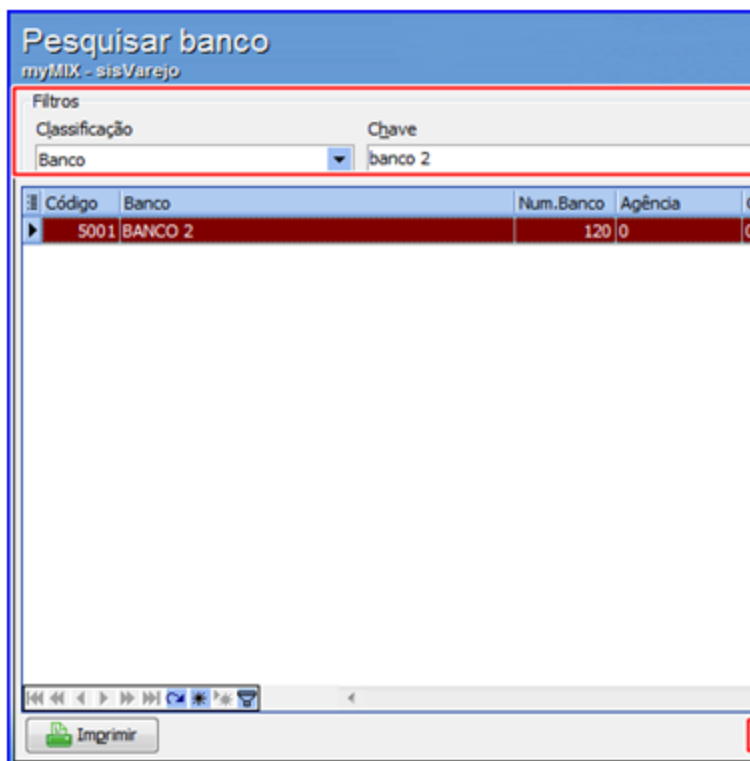 Pesquisar banco
myMIX - sisVarejo
Filtros
Classificação Chave
Banco banco 2
Código Banco Num.Banco Agência
5001 BANCO 2 120 0
Imprimir